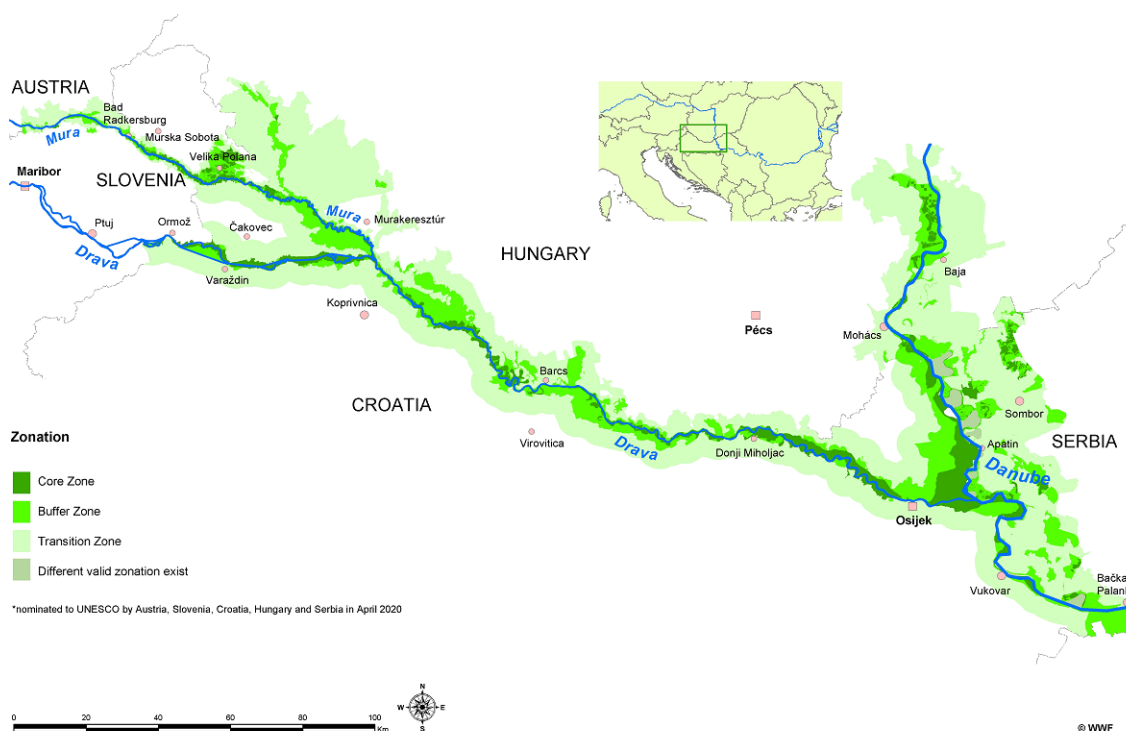 AUSTRIA
Bad
Radkersburg
Mura
Murska Sobota
Velika Polana
Maribor
SLOVENIA
Mura
Murakeresztúr
Ptuj
Ormož
Čakovec
Drava
HUNGARY
Varaždin
Baja
Koprivnica
Pécs
Mohács
Barcs
CROATIA
Sombor
Virovitica
Drava
Donji Miholjac
Apatin
SERBIA
Danube
Osijek
Vukovar
Bačka
Palank
Zonation
Core Zone
Buffer Zone
Transition Zone
Different valid zonation exist
*nominated to UNESCO by Austria, Slovenia, Croatia, Hungary and Serbia in April 2020
N
W E
S
0 20 40 60 80 100
Km
© WWF